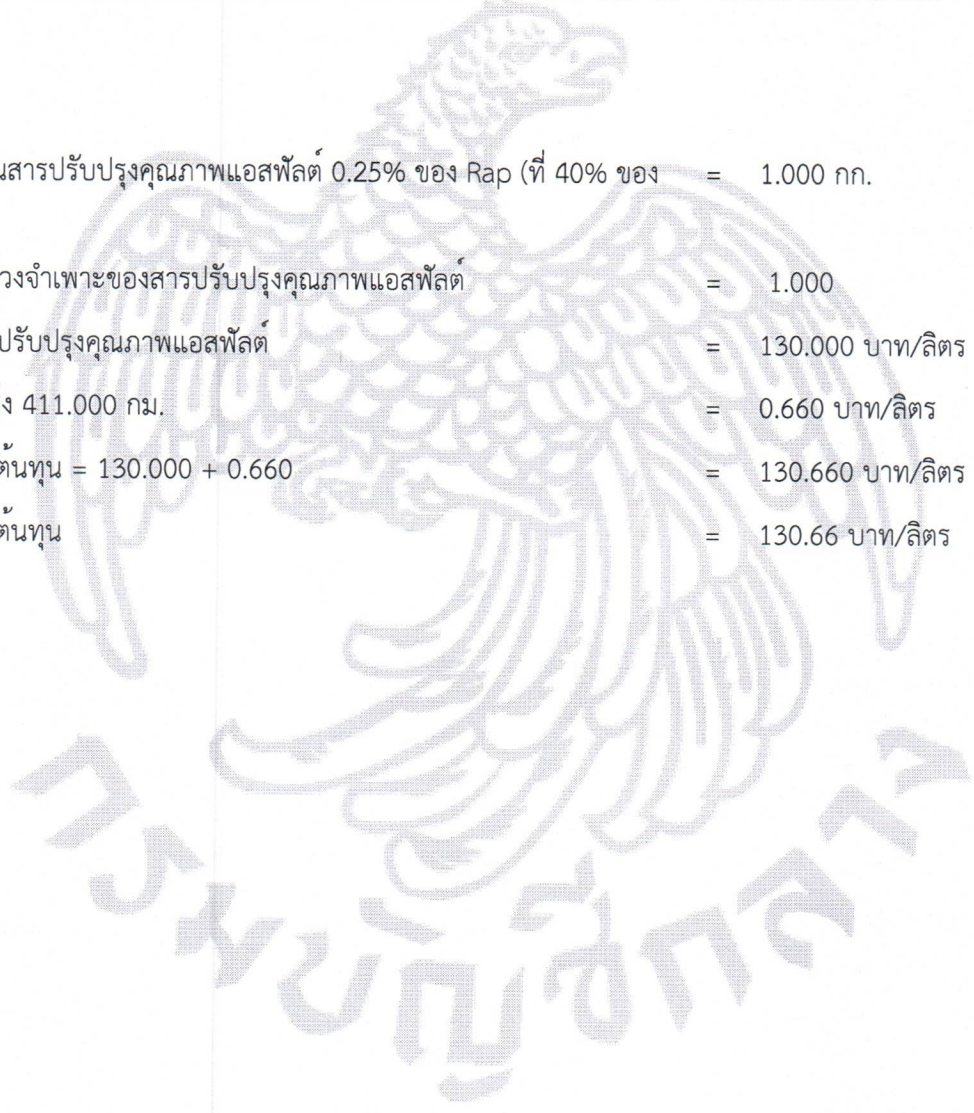 นสารปรับปรุงคุณภาพแอสฟัลต์ 0.25% ของ Rap (ที่ 40% ของ = 1.000 กก.
วงจำเพาะของสารปรับปรุงคุณภาพแอสฟัลต์ = 1.000
ปรับปรุงคุณภาพแอสฟัลต์ = 130.000 บาท/ลิตร
ง 411.000 กม. = 0.660 บาท/ลิตร
ต้นทุน = 130.000 + 0.660 = 130.660 บาท/ลิตร
ต้นทุน = 130.66 บาท/ลิตร
กรมบัญชีกลาง